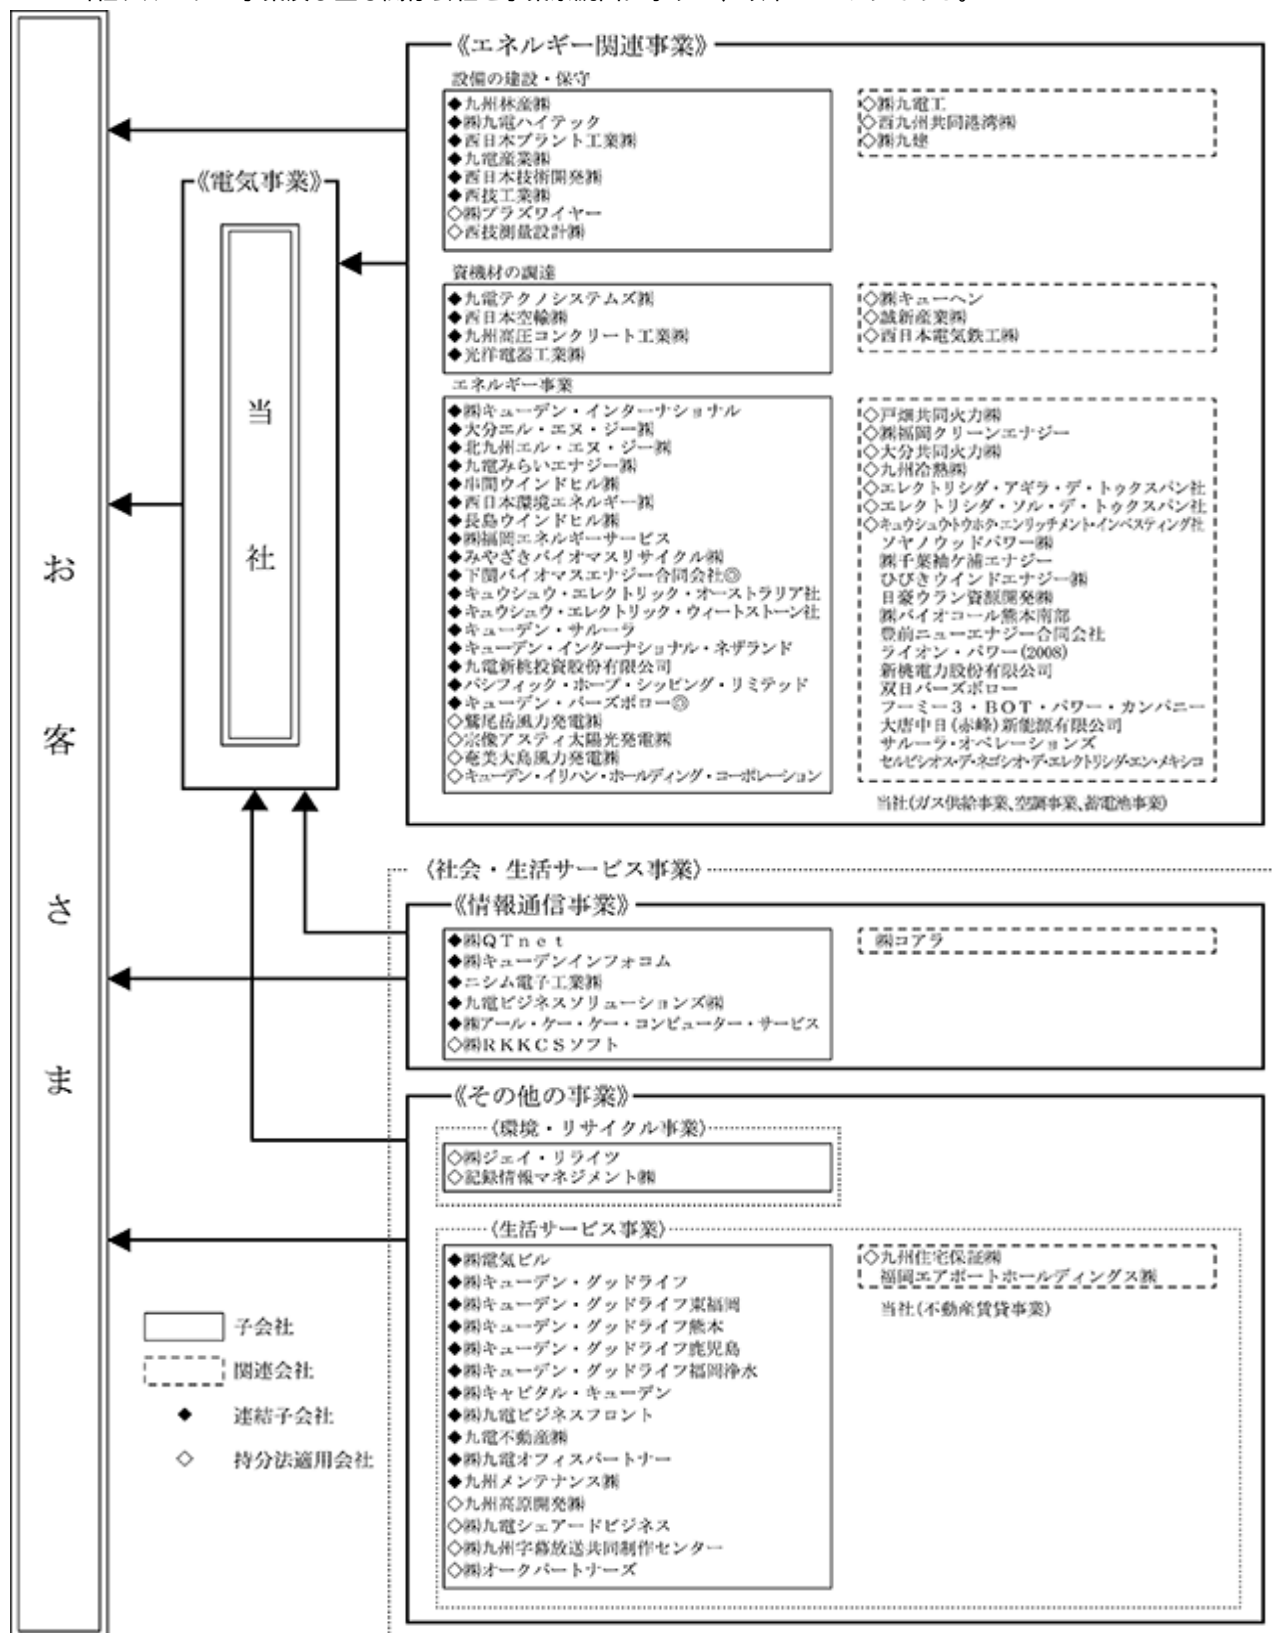 お客さま
《電気事業》
当社
《エネルギー関連事業》
設備の建設・保守
◆九州林産㈱
◆㈱九電ハイテック
◆西日本プラント工業㈱
◆九電産業㈱
◆西日本技術開発㈱
◆西技工業㈱
◇㈱プラズワイヤー
◇西技測量設計㈱
◇㈱九電工
◇西九州共同港湾㈱
◇㈱九建
資機材の調達
◆九電テクノシステムズ㈱
◆西日本空輸㈱
◆九州高圧コンクリート工業㈱
◆光洋電器工業㈱
◇㈱キューヘン
◇誠新産業㈱
◇西日本電気鉄工㈱
エネルギー事業
◆㈱キューデン・インターナショナル
◆大分エル・エヌ・ジー㈱
◆北九州エル・エヌ・ジー㈱
◆九電みらいエナジー㈱
◆串間ウインドヒル㈱
◆西日本環境エネルギー㈱
◆長島ウインドヒル㈱
◆㈱福岡エネルギーサービス
◆みやざきバイオマスリサイクル㈱
◆下関バイオマスエナジー合同会社◎
◆キュウシュウ・エレクトリック・オーストラリア社
◆キュウシュウ・エレクトリック・ウィートストーン社
◆キューデン・サルーラ
◆キューデン・インターナショナル・ネザランド
◆九電新桃投資股份有限公司
◆パシフィック・ホープ・シッピング・リミテッド
◆キューデン・バーズボロー◎
◇鷲尾岳風力発電㈱
◇宗像アスティ太陽光発電㈱
◇奄美大島風力発電㈱
◇キューデン・イリハン・ホールディング・コーポレーション
◇戸畑共同火力㈱
◇㈱福岡クリーンエナジー
◇大分共同火力㈱
◇九州冷熱㈱
◇エレクトリシダ・アギラ・デ・トゥクスパン社
◇エレクトリシダ・ソル・デ・トゥクスパン社
◇キュウシュウトウホク・エンリッチメント・インベスティング社
ソヤノウッドパワー㈱
㈱千葉袖ケ浦エナジー
ひびきウインドエナジー㈱
日豪ウラン資源開発㈱
㈱バイオコール熊本南部
豊前ニューエナジー合同会社
ライオン・パワー(2008)
新桃電力股份有限公司
双日バーズボロー
フーミー３・ＢＯＴ・パワー・カンパニー
大唐中日(赤峰)新能源有限公司
サルーラ・オペレーションズ
セルビシオス・デ・ネゴシオ・デ・エレクトリシダ・エン・メキシコ
当社(ガス供給事業、空調事業、蓄電池事業)
〈社会・生活サービス事業〉
《情報通信事業》
◆㈱ＱＴｎｅｔ
◆㈱キューデンインフォコム
◆ニシム電子工業㈱
◆九電ビジネスソリューションズ㈱
◆㈱アール・ケー・ケー・コンピューター・サービス
◇㈱ＲＫＫＣＳソフト
㈱コアラ
《その他の事業》
〈環境・リサイクル事業〉
◇㈱ジェイ・リライツ
◇記録情報マネジメント㈱
〈生活サービス事業〉
◆㈱電気ビル
◆㈱キューデン・グッドライフ
◆㈱キューデン・グッドライフ東福岡
◆㈱キューデン・グッドライフ熊本
◆㈱キューデン・グッドライフ鹿児島
◆㈱キューデン・グッドライフ福岡浄水
◆㈱キャピタル・キューデン
◆㈱九電ビジネスフロント
◆九電不動産㈱
◆㈱九電オフィスパートナー
◆九州メンテナンス㈱
◇九州高原開発㈱
◇㈱九電シェアードビジネス
◇㈱九州字幕放送共同制作センター
◇㈱オークパートナーズ
◇九州住宅保証㈱
福岡エアポートホールディングス㈱
当社(不動産賃貸事業)
子会社
関連会社
◆ 連結子会社
◇ 持分法適用会社